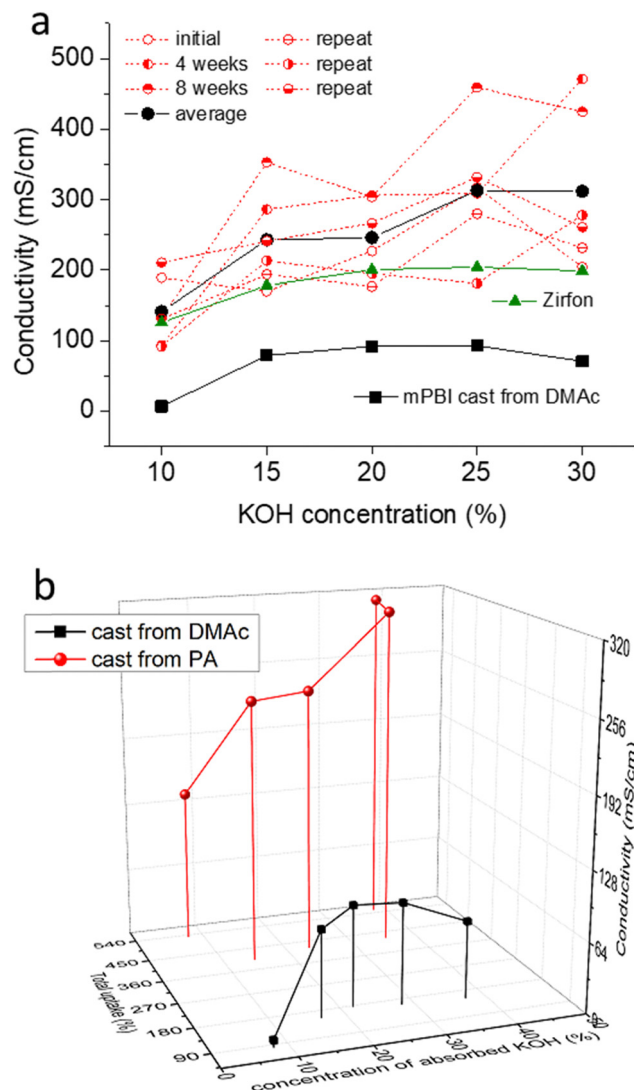 a
initial repeat
4 weeks repeat
8 weeks repeat
average
500
400
300
200
100
0
Conductivity (mS/cm)
Zirfon
mPBI cast from DMAc
10 15 20 25 30
KOH concentration (%)
b
cast from DMAc
cast from PA
320
256
192
128
64
Conductivity (mS/cm)
540
450
360
270
180
90
Total uptake (%)
0 10 20 30 40
concentration of absorbed KOH (%)